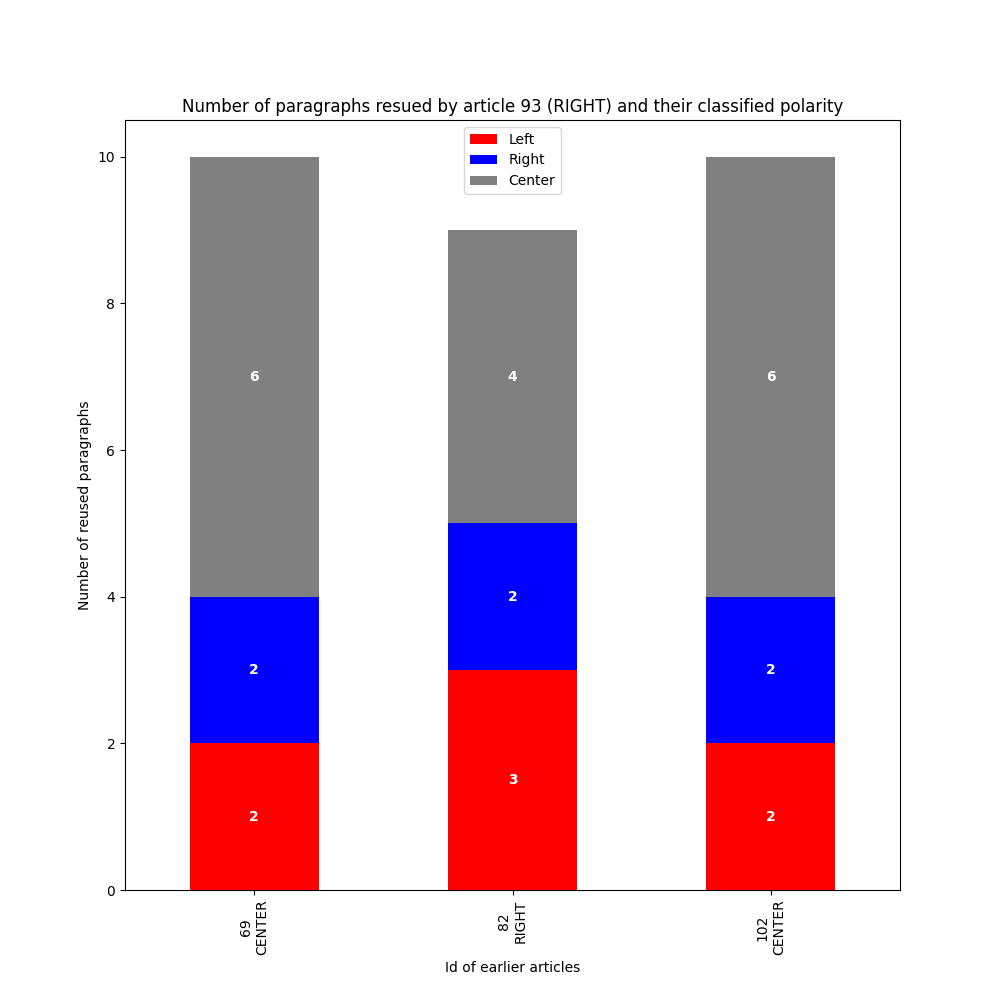 Number of paragraphs resued by article 93 (RIGHT) and their classified polarity
Left
Right
Center
10
8
6
4
2
0
Number of reused paragraphs
6
4
6
2
2
2
2
3
2
69
CENTER
82
RIGHT
102
CENTER
Id of earlier articles